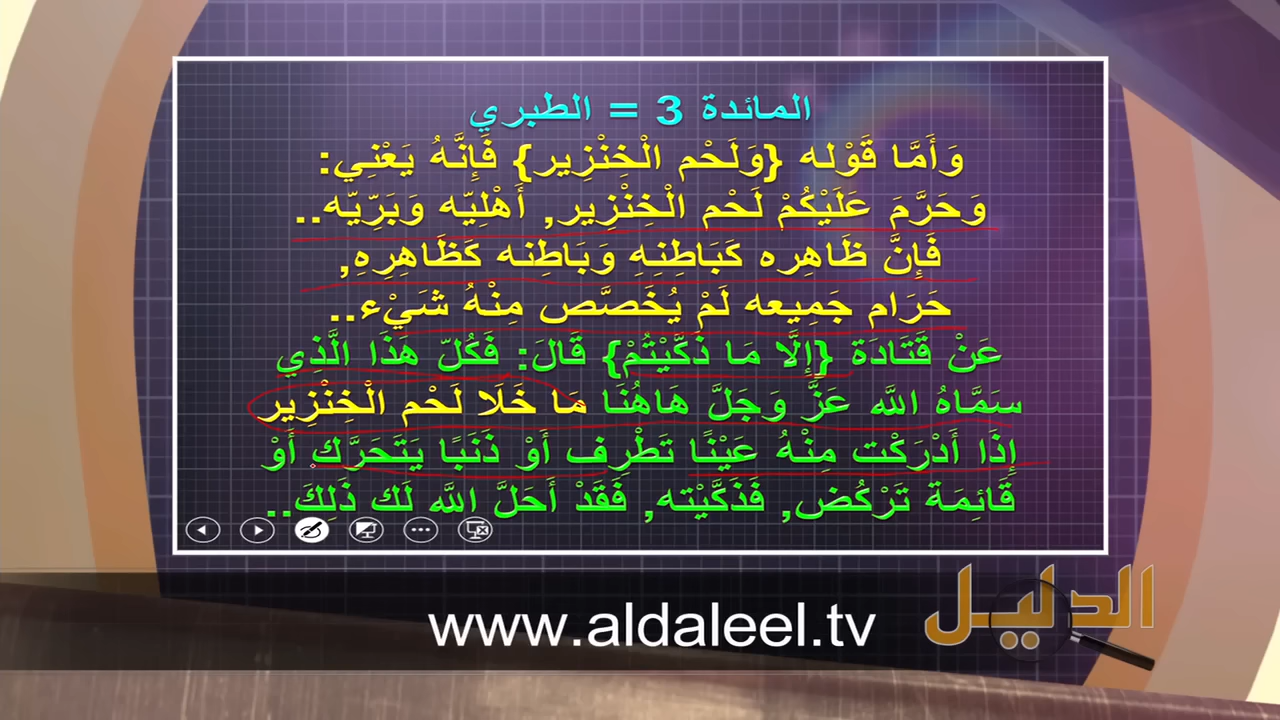 المائدة 3 = الطبري
وَأَمَّا قَوْله {وَلَحْم الْخِنْزِير} فَإِنَّهُ يَعْنِي:
وَحَرَّمَ عَلَيْكُمْ لَحْم الْخِنْزِير, أَهْلِيّه وَبَرِّيّه..
فَإِنَّ ظَاهِره كَبَاطِنِهِ وَبَاطِنه كَظَاهِرِهِ,
حَرَام جَمِيعه لَمْ يُخَصَّص مِنْهُ شَيْء..
عَنْ قَتَادَة {إِلَّا مَا ذَكَّيْتُمْ} قَالَ: فَكُلّ هَذَا الَّذِي
سَمَّاهُ اللَّه عَزَّ وَجَلَّ هَاهُنَا مَا خَلَا لَحْم الْخِنْزِير
إِذَا أَدْرَكْت مِنْهُ عَيْنًا تَطْرِف أَوْ ذَنَبًا يَتَحَرَّك أَوْ
قَائِمَة تَرْكُض, فَذَكَّيْته, فَقَدْ أَحَلَّ اللَّه لَك ذَلِكَ..
الدليل
www.aldaleel.tv